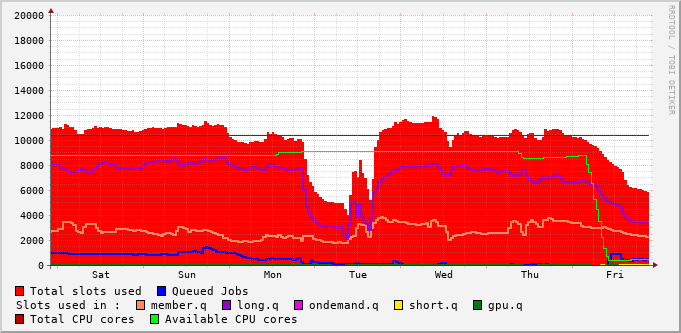 20000
18000
16000
14000
12000
10000
8000
6000
4000
2000
0
Sat Sun Mon Tue Wed Thu Fri
RRDTOOL / TOBI OETIKER
Total slots used Queued Jobs
Slots used in : member.q long.q ondemand.q short.q gpu.q
Total CPU cores Available CPU cores